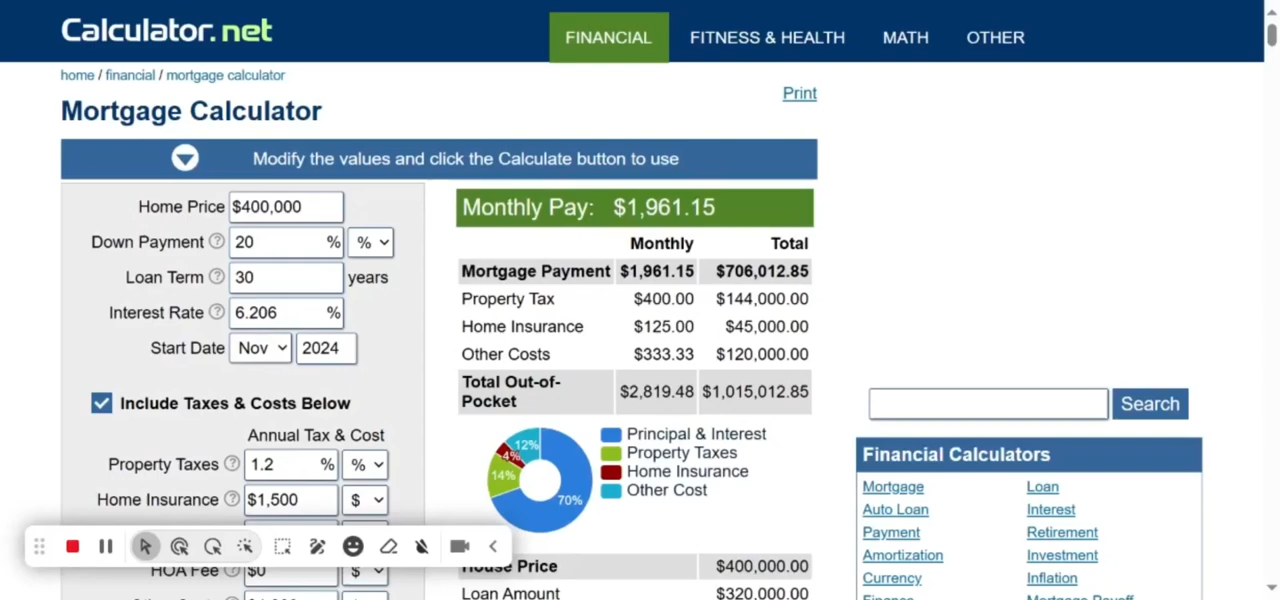 Calculator.net
FINANCIAL FITNESS & HEALTH MATH OTHER
home / financial / mortgage calculator
Print
Mortgage Calculator
Modify the values and click the Calculate button to use
Home Price $400,000
Down Payment ? 20 % %
Loan Term ? 30 years
Interest Rate ? 6.206 %
Start Date Nov 2024
Include Taxes & Costs Below
Annual Tax & Cost
Property Taxes ? 1.2 % %
Home Insurance ? $1,500 $
HOA Fee ? $0 $
Monthly Pay: $1,961.15
Monthly Total
Mortgage Payment $1,961.15 $706,012.85
Property Tax $400.00 $144,000.00
Home Insurance $125.00 $45,000.00
Other Costs $333.33 $120,000.00
Total Out-of-
Pocket $2,819.48 $1,015,012.85
12%
4%
14%
70%
Principal & Interest
Property Taxes
Home Insurance
Other Cost
House Price $400,000.00
Loan Amount $320,000.00
Search
Financial Calculators
Mortgage Loan
Auto Loan Interest
Payment Retirement
Amortization Investment
Currency Inflation
Finance Mortgage Payoff